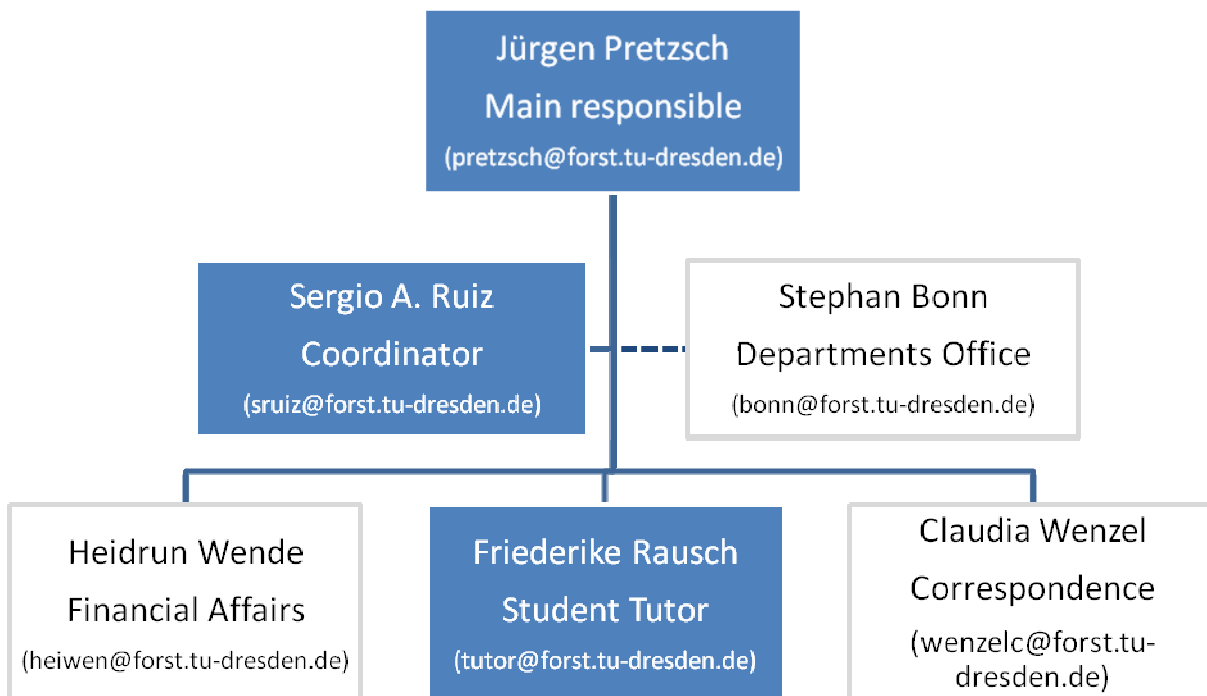 Jürgen Pretzsch
Main responsible
(pretzsch@forst.tu-dresden.de)
Sergio A. Ruiz
Coordinator
(sruiz@forst.tu-dresden.de)
Stephan Bonn
Departments Office
(bonn@forst.tu-dresden.de)
Heidrun Wende
Financial Affairs
(heiwen@forst.tu-dresden.de)
Friederike Rausch
Student Tutor
(tutor@forst.tu-dresden.de)
Claudia Wenzel
Correspondence
(wenzelc@forst.tu-
dresden.de)